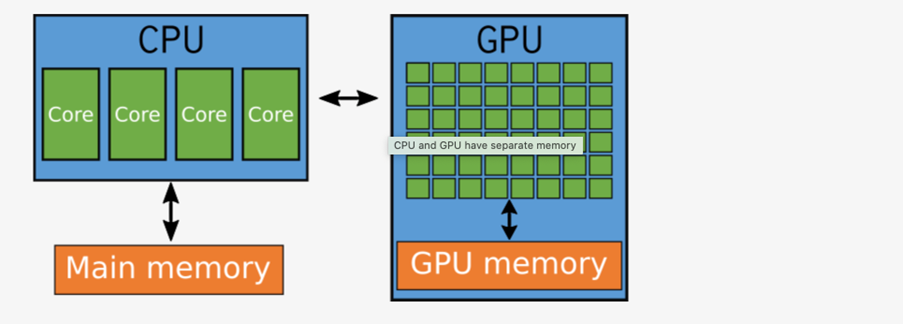 CPU
Core Core Core Core
Main memory
GPU
CPU and GPU have separate memory
GPU memory